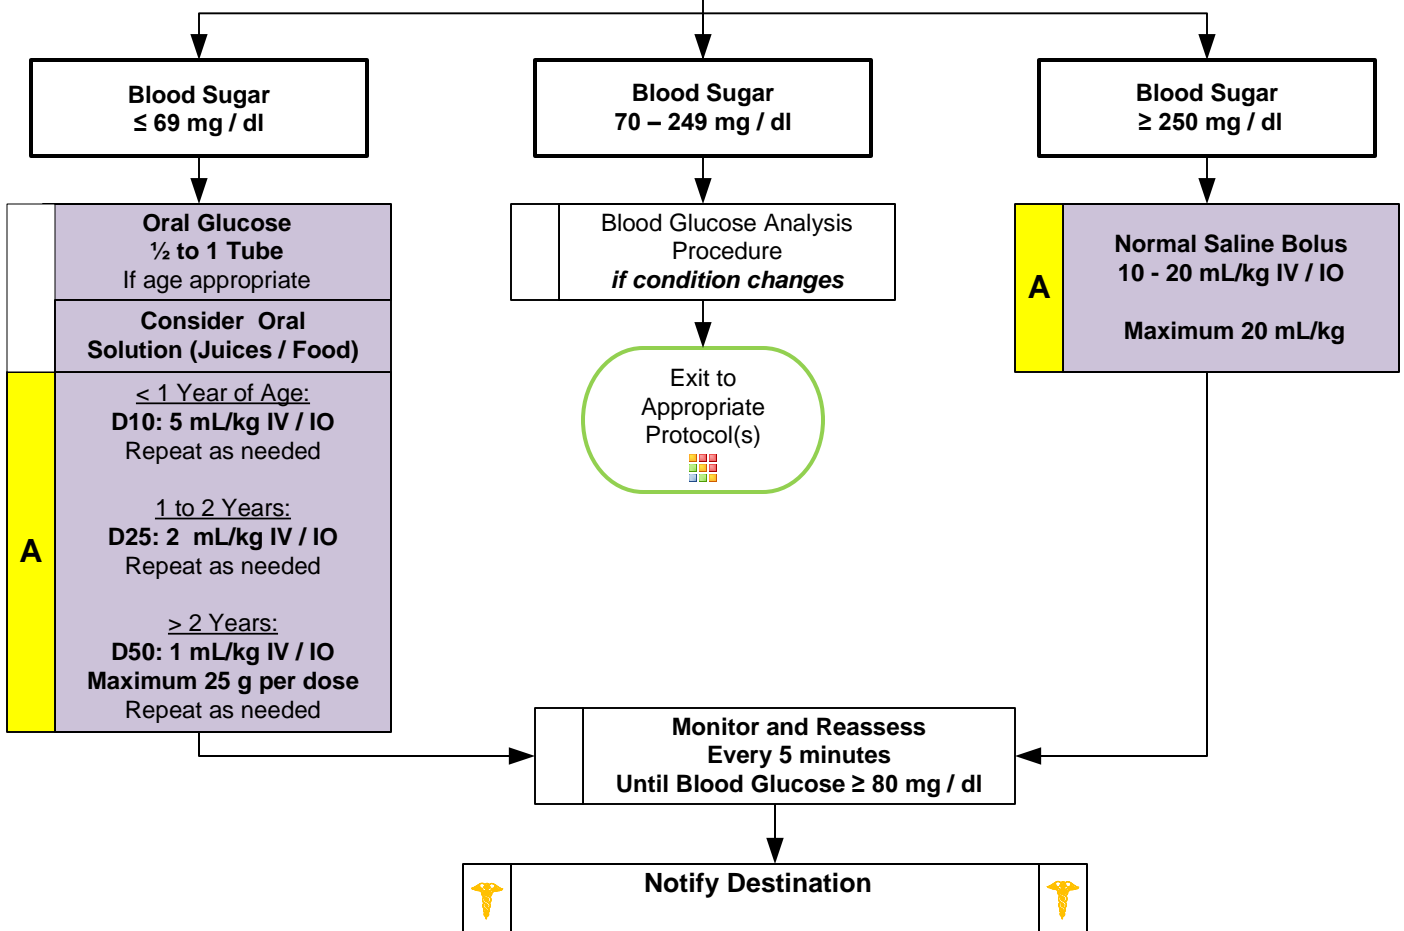 Blood Sugar
≤ 69 mg / dl
Blood Sugar
70 – 249 mg / dl
Blood Sugar
≥ 250 mg / dl
Oral Glucose
½ to 1 Tube
If age appropriate
Consider Oral
Solution (Juices / Food)
A
< 1 Year of Age:
D10: 5 mL/kg IV / IO
Repeat as needed
1 to 2 Years:
D25: 2 mL/kg IV / IO
Repeat as needed
> 2 Years:
D50: 1 mL/kg IV / IO
Maximum 25 g per dose
Repeat as needed
Blood Glucose Analysis
Procedure
if condition changes
Exit to
Appropriate
Protocol(s)
A
Normal Saline Bolus
10 - 20 mL/kg IV / IO
Maximum 20 mL/kg
Monitor and Reassess
Every 5 minutes
Until Blood Glucose ≥ 80 mg / dl
Notify Destination